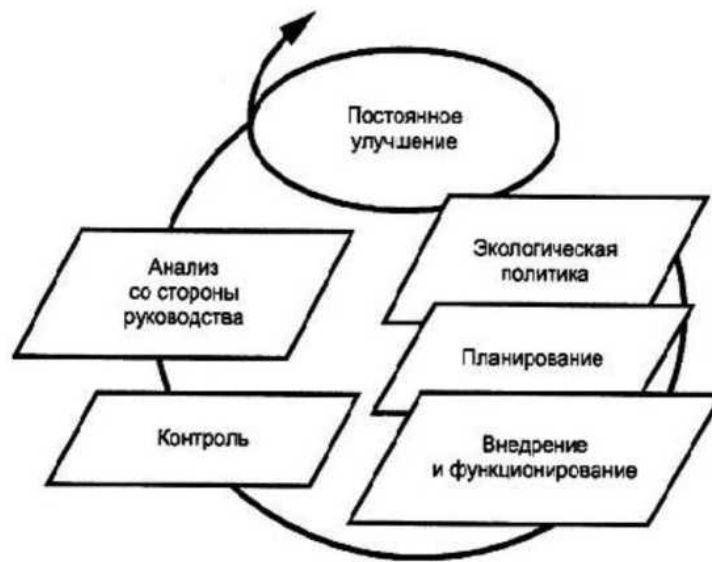 Постоянное
улучшение
Экологическая
политика
Планирование
Внедрение
и функционирование
Контроль
Анализ
со стороны
руководства